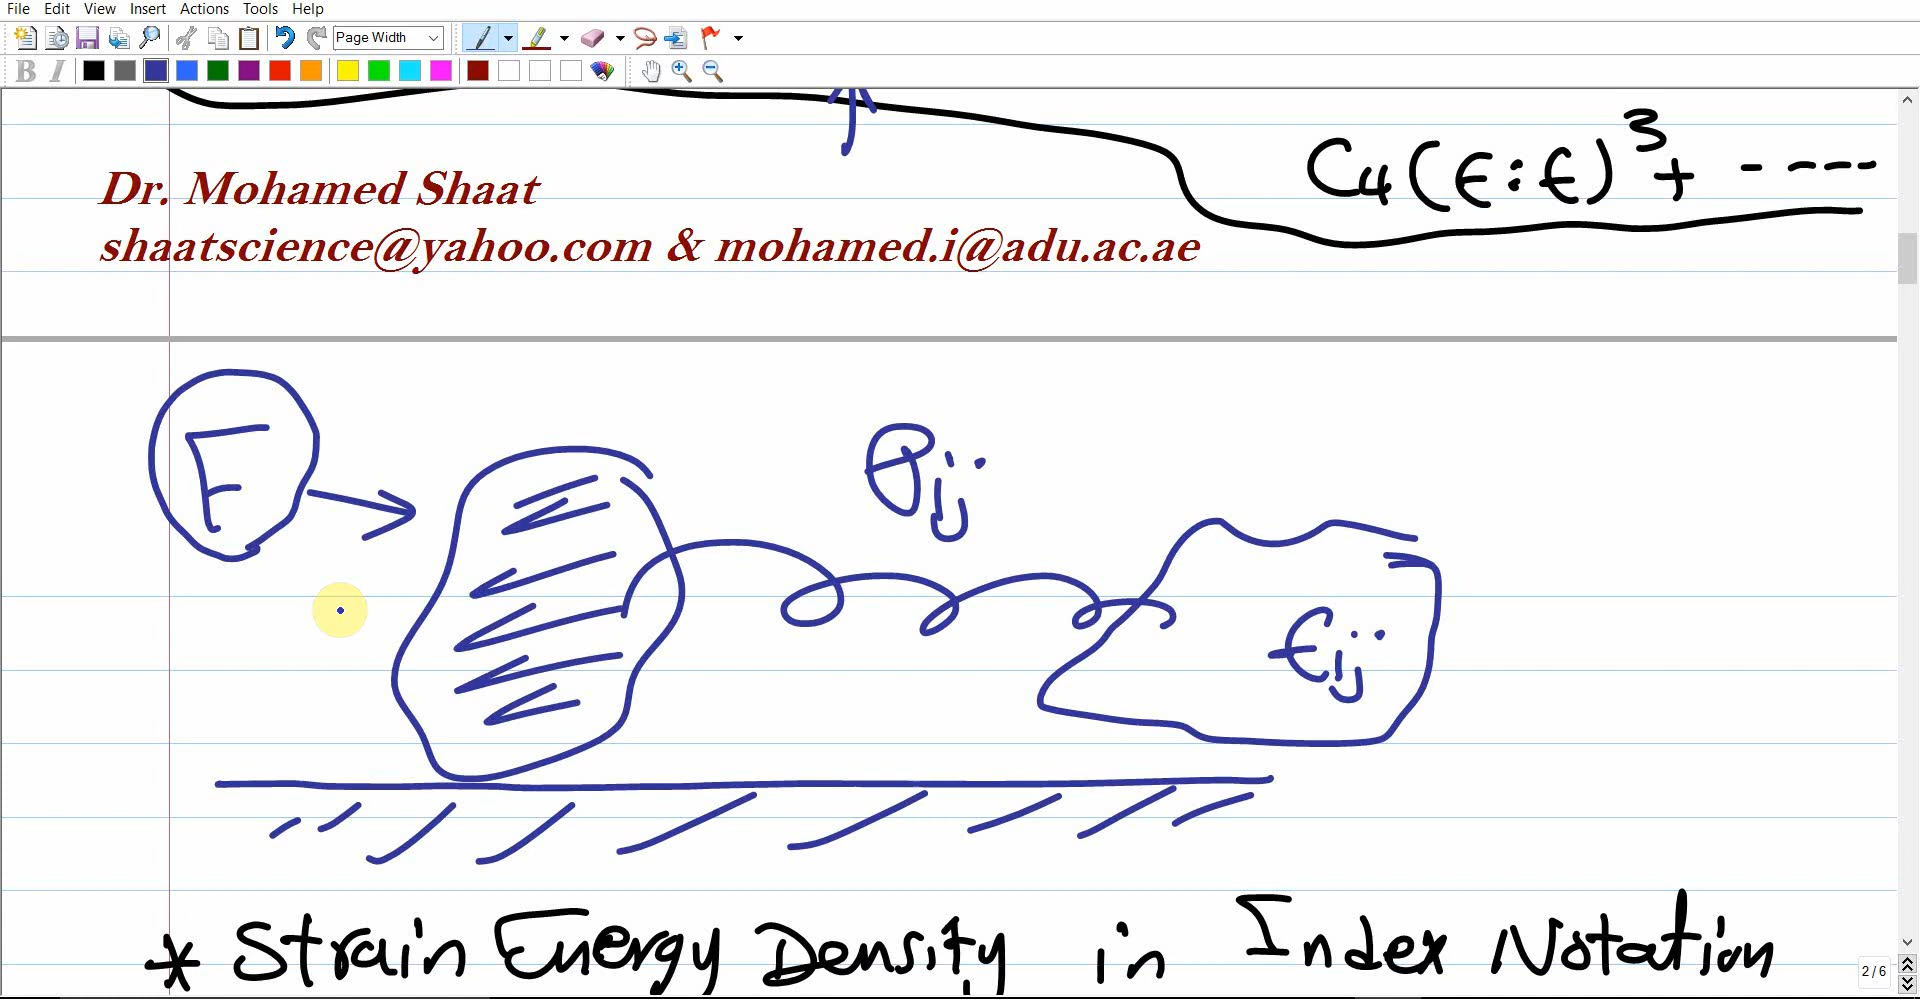 File Edit View Insert Actions Tools Help
Page Width
B I
C4(ε:ε)³+ - ----
Dr. Mohamed Shaat
shaatscience@yahoo.com & mohamed.i@adu.ac.ae
F
εij
* Strain Energy Density in Index Notation
2 / 6